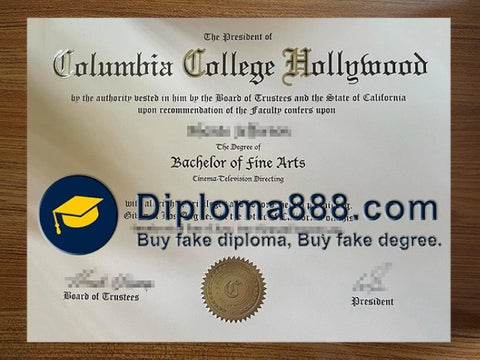 The President of
Columbia College Hollywood
by the authority vested in him by the Board of Trustees and the State of California
upon recommendation of the Faculty confers upon
The Degree of
Bachelor of Fine Arts
Cinema-Television Directing
Diploma888.com
Buy fake diploma, Buy fake degree.
Board of Trustees
President
C